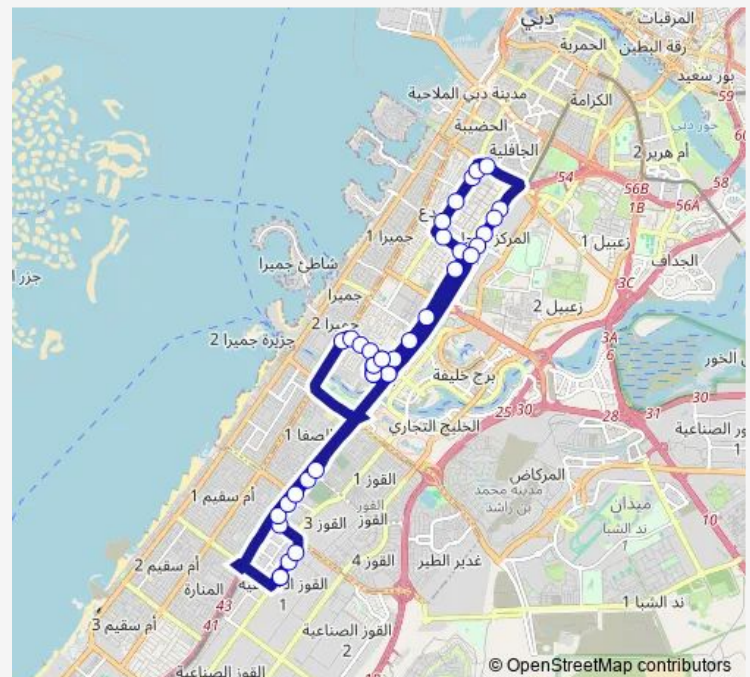 دبي
المرقبات
الحمرية
رقة البطين
بور سعيد
59
مدينة دبي الملاحية
الكرامة
خور دبي
الحضيبة
الجافلية
أم هرير 2
54
56B
58
56A
1B
جميرا 1
زعبيل 1
الجداف
شاطئ جميرا
3C
جميرا
زعبيل 2
جميرا 2
جزيرة جميرا 2
3A
6
برج خليفة
الخور
25
30
28
31
30
الخليج التجاري
الصفا 1
المركاض
القوز 1
مدينة محمد
بن راشد
ميدان
أم سقيم 1
القوز 3
القوز
ند الشبا
1
10
أم سقيم 2
القوز 4
غدير الطير
المنارة
1
43
41
ند الشبا 1
أم سقيم 3
القوز الصناعية
2
القوز الصناعية
18
© OpenStreetMap contributors